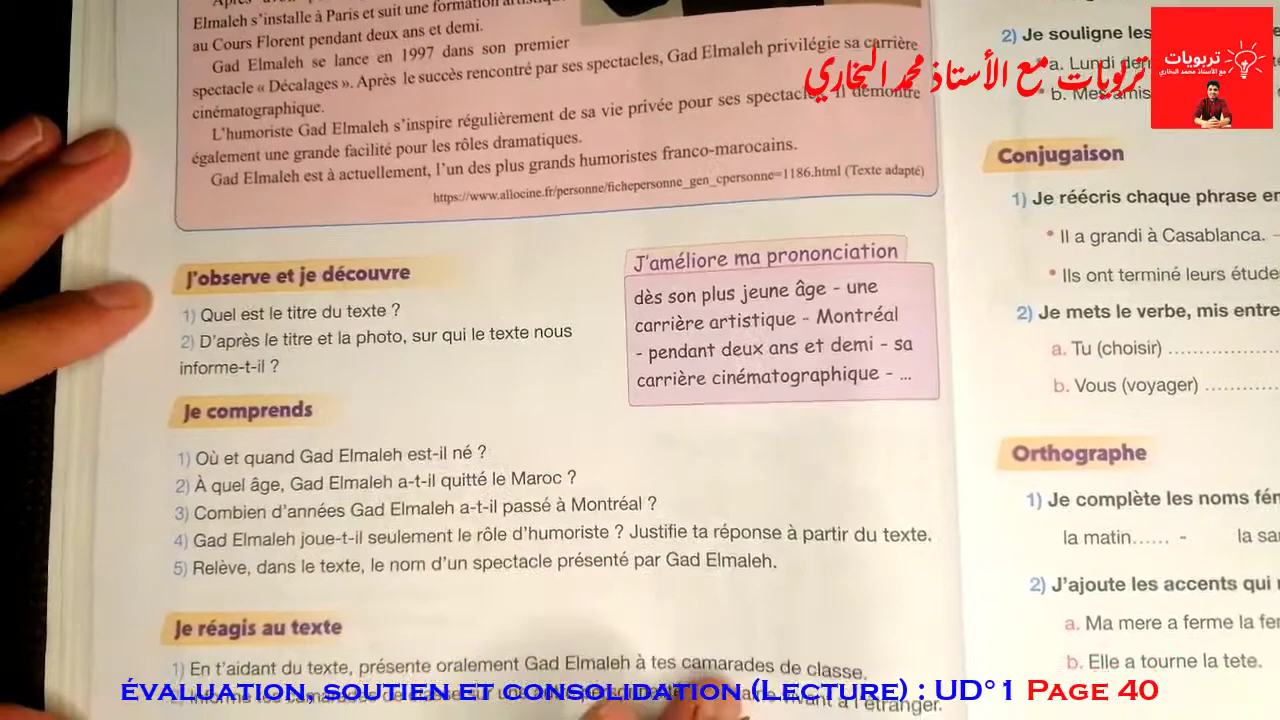 Elmaleh s'installe à Paris et suit une formation
au Cours Florent pendant deux ans et demi.
Gad Elmaleh se lance en 1997 dans son premier
spectacle « Décalages ». Après le succès rencontré par ses spectacles, Gad Elmaleh privilégie sa carrière
cinématographique.
L'humoriste Gad Elmaleh s'inspire régulièrement de sa vie privée pour ses spectacles. Il démontre
également une grande facilité pour les rôles dramatiques.
Gad Elmaleh est à actuellement, l'un des plus grands humoristes franco-marocains.
https://www.allocine.fr/personne/fichepersonne_gen_cpersonne=1186.html (Texte adapté)
J'observe et je découvre
1) Quel est le titre du texte ?
2) D'après le titre et la photo, sur qui le texte nous
informe-t-il ?
J'améliore ma prononciation
dès son plus jeune âge - une
carrière artistique - Montréal
- pendant deux ans et demi - sa
carrière cinématographique - ...
Je comprends
1) Où et quand Gad Elmaleh est-il né ?
2) À quel âge, Gad Elmaleh a-t-il quitté le Maroc ?
3) Combien d'années Gad Elmaleh a-t-il passé à Montréal ?
4) Gad Elmaleh joue-t-il seulement le rôle d'humoriste ? Justifie ta réponse à partir du texte.
5) Relève, dans le texte, le nom d'un spectacle présenté par Gad Elmaleh.
Je réagis au texte
1) En t'aidant du texte, présente oralement Gad Elmaleh à tes camarades de classe.
vivant à l'étranger.
2) Je souligne les
a. Lundi
b. Mes amis
Conjugaison
1) Je réécris chaque phrase en
• Il a grandi à Casablanca.
• Ils ont terminé leurs étude
2) Je mets le verbe, mis entre
a. Tu (choisir) ....................
b. Vous (voyager) .............
Orthographe
1) Je complète les noms fém
la matin...... - la sa
2) J'ajoute les accents qui
a. Ma mere a ferme la fe
b. Elle a tourne la tete.
تربويات مع الأستاذ محمد البخاري
تربويات
مع الأستاذ محمد البخاري
évaluation, soutien et consolidation (Lecture) : UD°1 Page 40